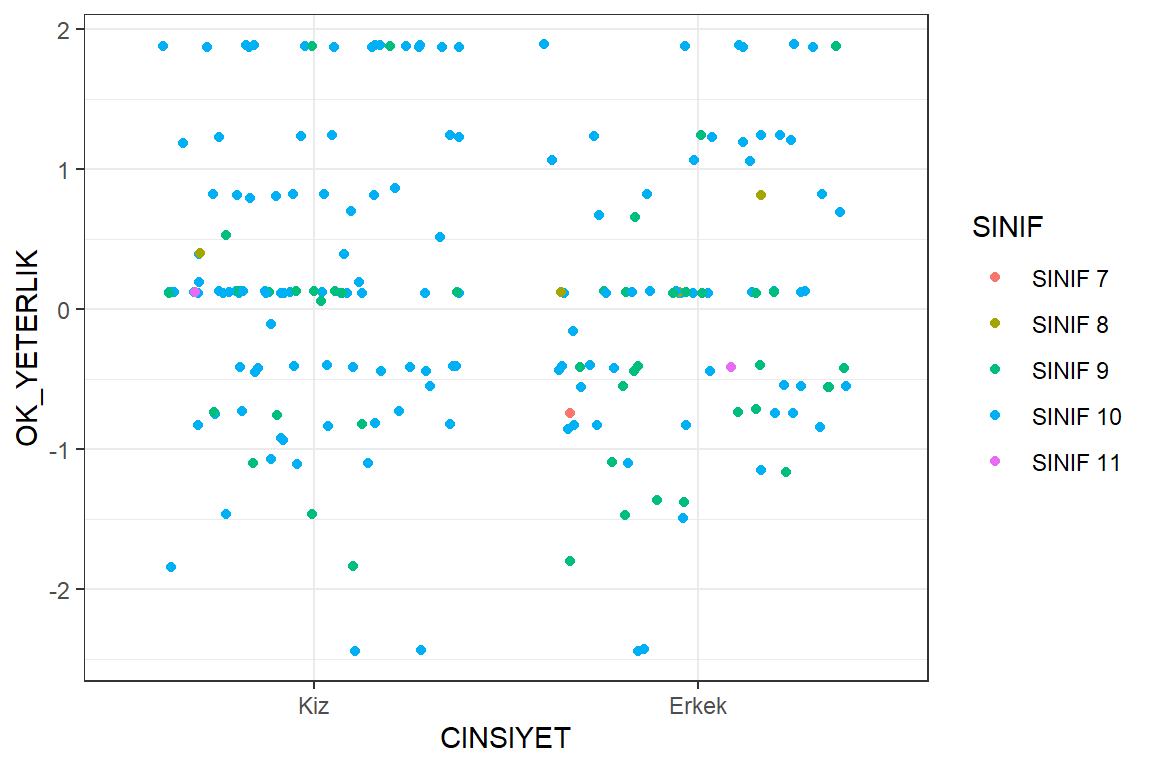 2
1
0
-1
-2
OK_YETERLIK
Kiz
Erkek
CINSIYET
SINIF
SINIF 7
SINIF 8
SINIF 9
SINIF 10
SINIF 11